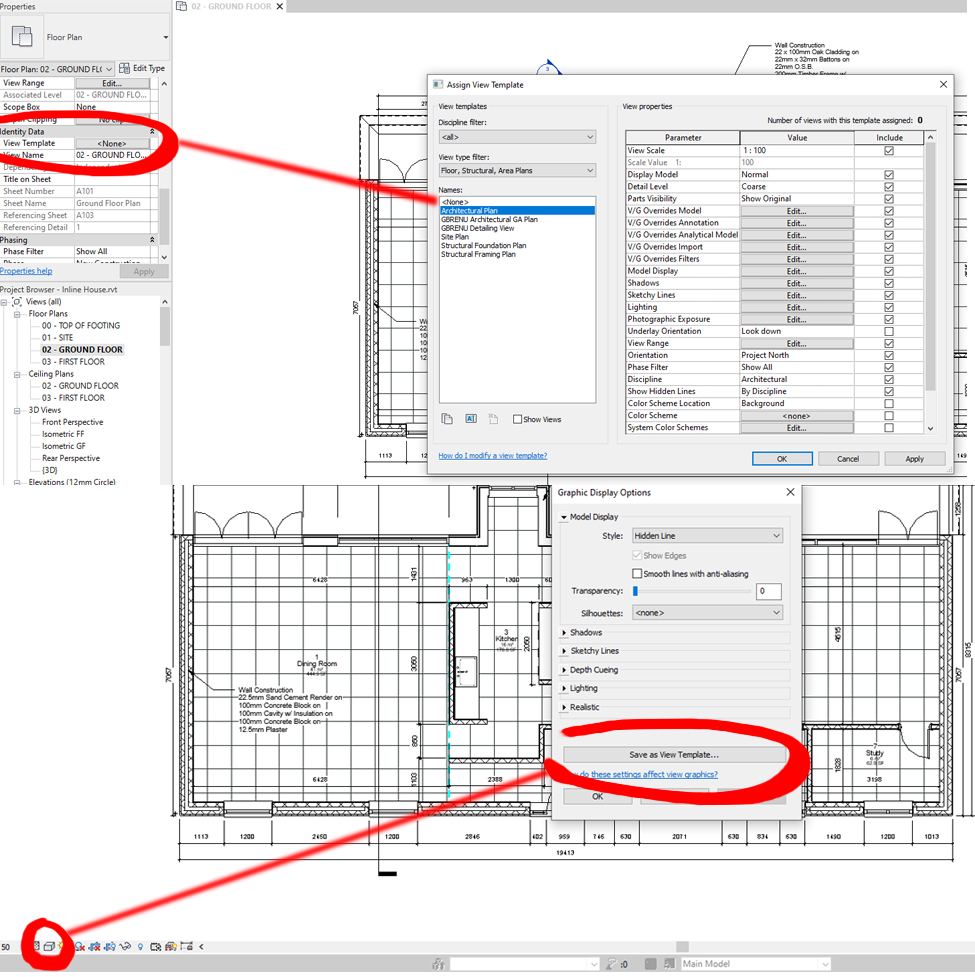 Properties
02 - GROUND FLOOR
Floor Plan
Floor Plan: 02 - GROUND FL(
Edit Type
View Range Edit...
Associated Level 02 - GROUND FLO...
Scope Box None
Identity Data
View Template <None>
View Name 02 - GROUND FLO...
Title on Sheet
Sheet Number A101
Sheet Name Ground Floor Plan
Referencing Sheet A103
Referencing Detail 1
Phasing
Phase Filter Show All
Properties help
Apply
Project Browser - Inline House.rvt
Views (all)
Floor Plans
00 - TOP OF FOOTING
01 - SITE
02 - GROUND FLOOR
03 - FIRST FLOOR
Ceiling Plans
02 - GROUND FLOOR
03 - FIRST FLOOR
3D Views
Front Perspective
Isometric FF
Isometric GF
Rear Perspective
{3D}
Elevations (12mm Circle)
Wall Construction
22 x 100mm Oak Cladding on
22mm x 32mm Battons on
22mm O.S.B.
200mm Timber Frame w/
7057
1113
Assign View Template
View templates
Discipline filter:
<all>
View type filter:
Floor, Structural, Area Plans
Names:
<None>
Architectural Plan
GBRENU Architectural GA Plan
GBRENU Detailing View
Site Plan
Structural Foundation Plan
Structural Framing Plan
Show Views
How do I modify a view template?
View properties
Number of views with this template assigned: 0
Parameter Value Include
View Scale 1 : 100
Scale Value 1: 100
Display Model Normal
Detail Level Coarse
Parts Visibility Show Original
V/G Overrides Model Edit...
V/G Overrides Annotation Edit...
V/G Overrides Analytical Model Edit...
V/G Overrides Import Edit...
V/G Overrides Filters Edit...
Model Display Edit...
Shadows Edit...
Sketchy Lines Edit...
Lighting Edit...
Photographic Exposure Edit...
Underlay Orientation Look down
View Range Edit...
Orientation Project North
Phase Filter Show All
Discipline Architectural
Show Hidden Lines By Discipline
Color Scheme Location Background
Color Scheme <none>
System Color Schemes Edit...
OK Cancel Apply
Graphic Display Options
Model Display
Style: Hidden Line
Show Edges
Smooth lines with anti-aliasing
Transparency: 0
Silhouettes: <none>
Shadows
Sketchy Lines
Depth Cueing
Lighting
Realistic
Save as View Template...
do these settings affect view graphics?
OK
1431
6428
963 1300
1
Dining Room
3
Kitchen
3050
2050
7057
Wall Construction
22.5mm Sand Cement Render on
100mm Concrete Block on
100mm Cavity w/ Insulation on
100mm Concrete Block on
12.5mm Plaster
850
1103
6428
2388
1258
4515
8315
7057
7
Study
1828
3198
1113 1200 2450 1200 2846 402 959 746 630 2071 630 834 630 1490 1200 1013
19413
50
:0
Main Model